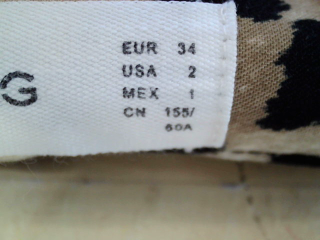 G
EUR 34
USA 2
MEX 1
CN 155/
60A